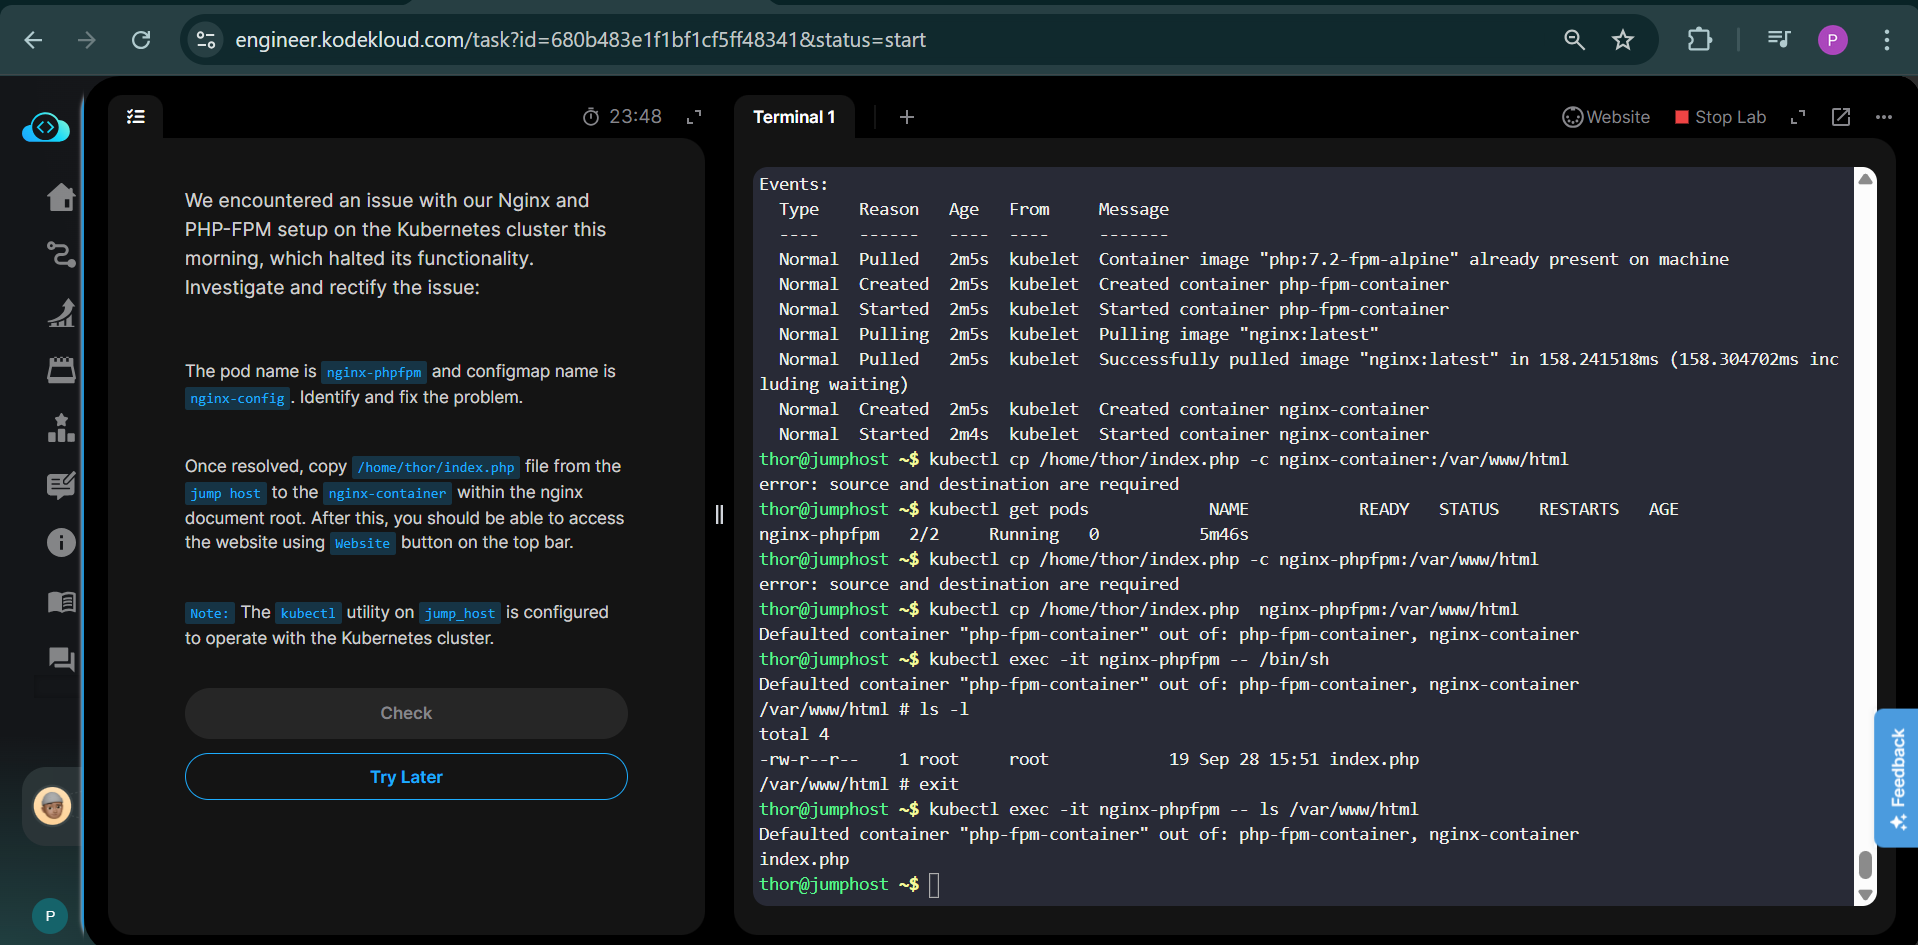 engineer.kodekloud.com/task?id=680b483e1f1bf1cf5ff48341&status=start
P
23:48
We encountered an issue with our Nginx and
PHP-FPM setup on the Kubernetes cluster this
morning, which halted its functionality.
Investigate and rectify the issue:
The pod name is nginx-phpfpm and configmap name is
nginx-config . Identify and fix the problem.
Once resolved, copy /home/thor/index.php file from the
jump host to the nginx-container within the nginx
document root. After this, you should be able to access
the website using Website button on the top bar.
Note: The kubectl utility on jump_host is configured
to operate with the Kubernetes cluster.
Check
Try Later
P
Terminal 1
Website
Stop Lab
Events:
Type Reason Age From Message
---- ------ ---- ---- -------
Normal Pulled 2m5s kubelet Container image "php:7.2-fpm-alpine" already present on machine
Normal Created 2m5s kubelet Created container php-fpm-container
Normal Started 2m5s kubelet Started container php-fpm-container
Normal Pulling 2m5s kubelet Pulling image "nginx:latest"
Normal Pulled 2m5s kubelet Successfully pulled image "nginx:latest" in 158.241518ms (158.304702ms inc
luding waiting)
Normal Created 2m5s kubelet Created container nginx-container
Normal Started 2m4s kubelet Started container nginx-container
thor@jumphost ~$ kubectl cp /home/thor/index.php -c nginx-container:/var/www/html
error: source and destination are required
thor@jumphost ~$ kubectl get pods NAME READY STATUS RESTARTS AGE
nginx-phpfpm 2/2 Running 0 5m46s
thor@jumphost ~$ kubectl cp /home/thor/index.php -c nginx-phpfpm:/var/www/html
error: source and destination are required
thor@jumphost ~$ kubectl cp /home/thor/index.php nginx-phpfpm:/var/www/html
Defaulted container "php-fpm-container" out of: php-fpm-container, nginx-container
thor@jumphost ~$ kubectl exec -it nginx-phpfpm -- /bin/sh
Defaulted container "php-fpm-container" out of: php-fpm-container, nginx-container
/var/www/html # ls -l
total 4
-rw-r--r-- 1 root root 19 Sep 28 15:51 index.php
/var/www/html # exit
thor@jumphost ~$ kubectl exec -it nginx-phpfpm -- ls /var/www/html
Defaulted container "php-fpm-container" out of: php-fpm-container, nginx-container
index.php
thor@jumphost ~$
Feedback